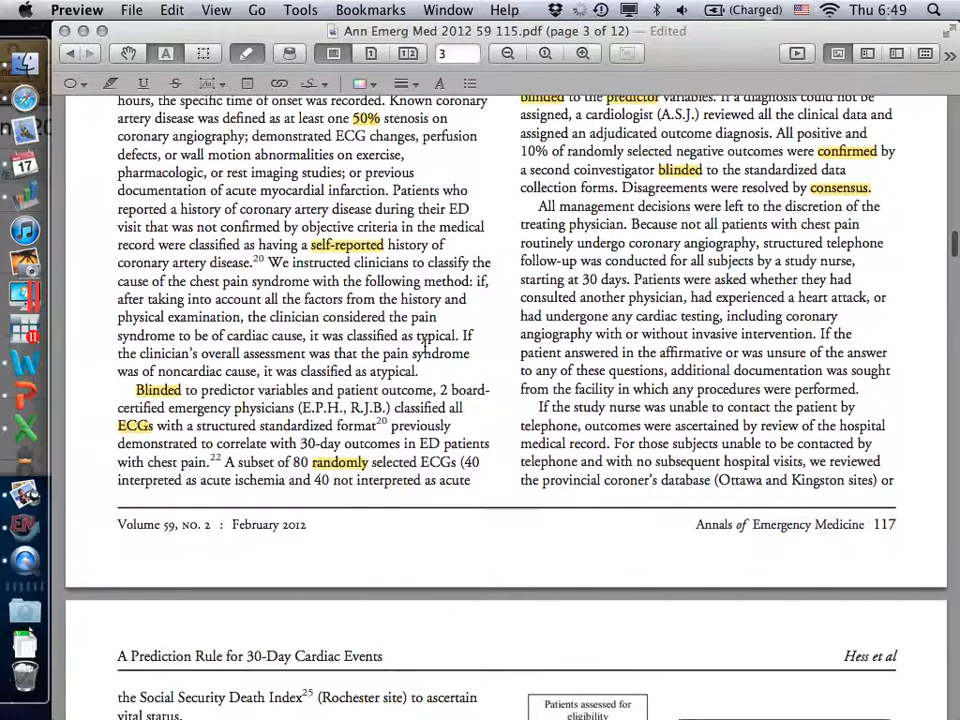 Preview File Edit View Go Tools Bookmarks Window Help (Charged) Thu 6:49
Ann Emerg Med 2012 59 115.pdf (page 3 of 12) — Edited
3
hours, the specific time of onset was recorded. Known coronary
artery disease was defined as at least one 50% stenosis on
coronary angiography; demonstrated ECG changes, perfusion
defects, or wall motion abnormalities on exercise,
pharmacologic, or rest imaging studies; or previous
documentation of acute myocardial infarction. Patients who
reported a history of coronary artery disease during their ED
visit that was not confirmed by objective criteria in the medical
record were classified as having a self-reported history of
coronary artery disease.20 We instructed clinicians to classify the
cause of the chest pain syndrome with the following method: if,
after taking into account all the factors from the history and
physical examination, the clinician considered the pain
syndrome to be of cardiac cause, it was classified as typical. If
the clinician's overall assessment was that the pain syndrome
was of noncardiac cause, it was classified as atypical.
Blinded to predictor variables and patient outcome, 2 board-
certified emergency physicians (E.P.H., R.J.B.) classified all
ECGs with a structured standardized format20 previously
demonstrated to correlate with 30-day outcomes in ED patients
with chest pain.22 A subset of 80 randomly selected ECGs (40
interpreted as acute ischemia and 40 not interpreted as acute
blinded to the predictor variables. If a diagnosis could not be
assigned, a cardiologist (A.S.J.) reviewed all the clinical data and
assigned an adjudicated outcome diagnosis. All positive and
10% of randomly selected negative outcomes were confirmed by
a second coinvestigator blinded to the standardized data
collection forms. Disagreements were resolved by consensus.
All management decisions were left to the discretion of the
treating physician. Because not all patients with chest pain
routinely undergo coronary angiography, structured telephone
follow-up was conducted for all subjects by a study nurse,
starting at 30 days. Patients were asked whether they had
consulted another physician, had experienced a heart attack, or
had undergone any cardiac testing, including coronary
angiography with or without invasive intervention. If the
patient answered in the affirmative or was unsure of the answer
to any of these questions, additional documentation was sought
from the facility in which any procedures were performed.
If the study nurse was unable to contact the patient by
telephone, outcomes were ascertained by review of the hospital
medical record. For those subjects unable to be contacted by
telephone and with no subsequent hospital visits, we reviewed
the provincial coroner's database (Ottawa and Kingston sites) or
Volume 59, NO. 2 : February 2012
Annals of Emergency Medicine 117
A Prediction Rule for 30-Day Cardiac Events
Hess et al
the Social Security Death Index25 (Rochester site) to ascertain
vital status.
Patients assessed for
eligibility
17
11